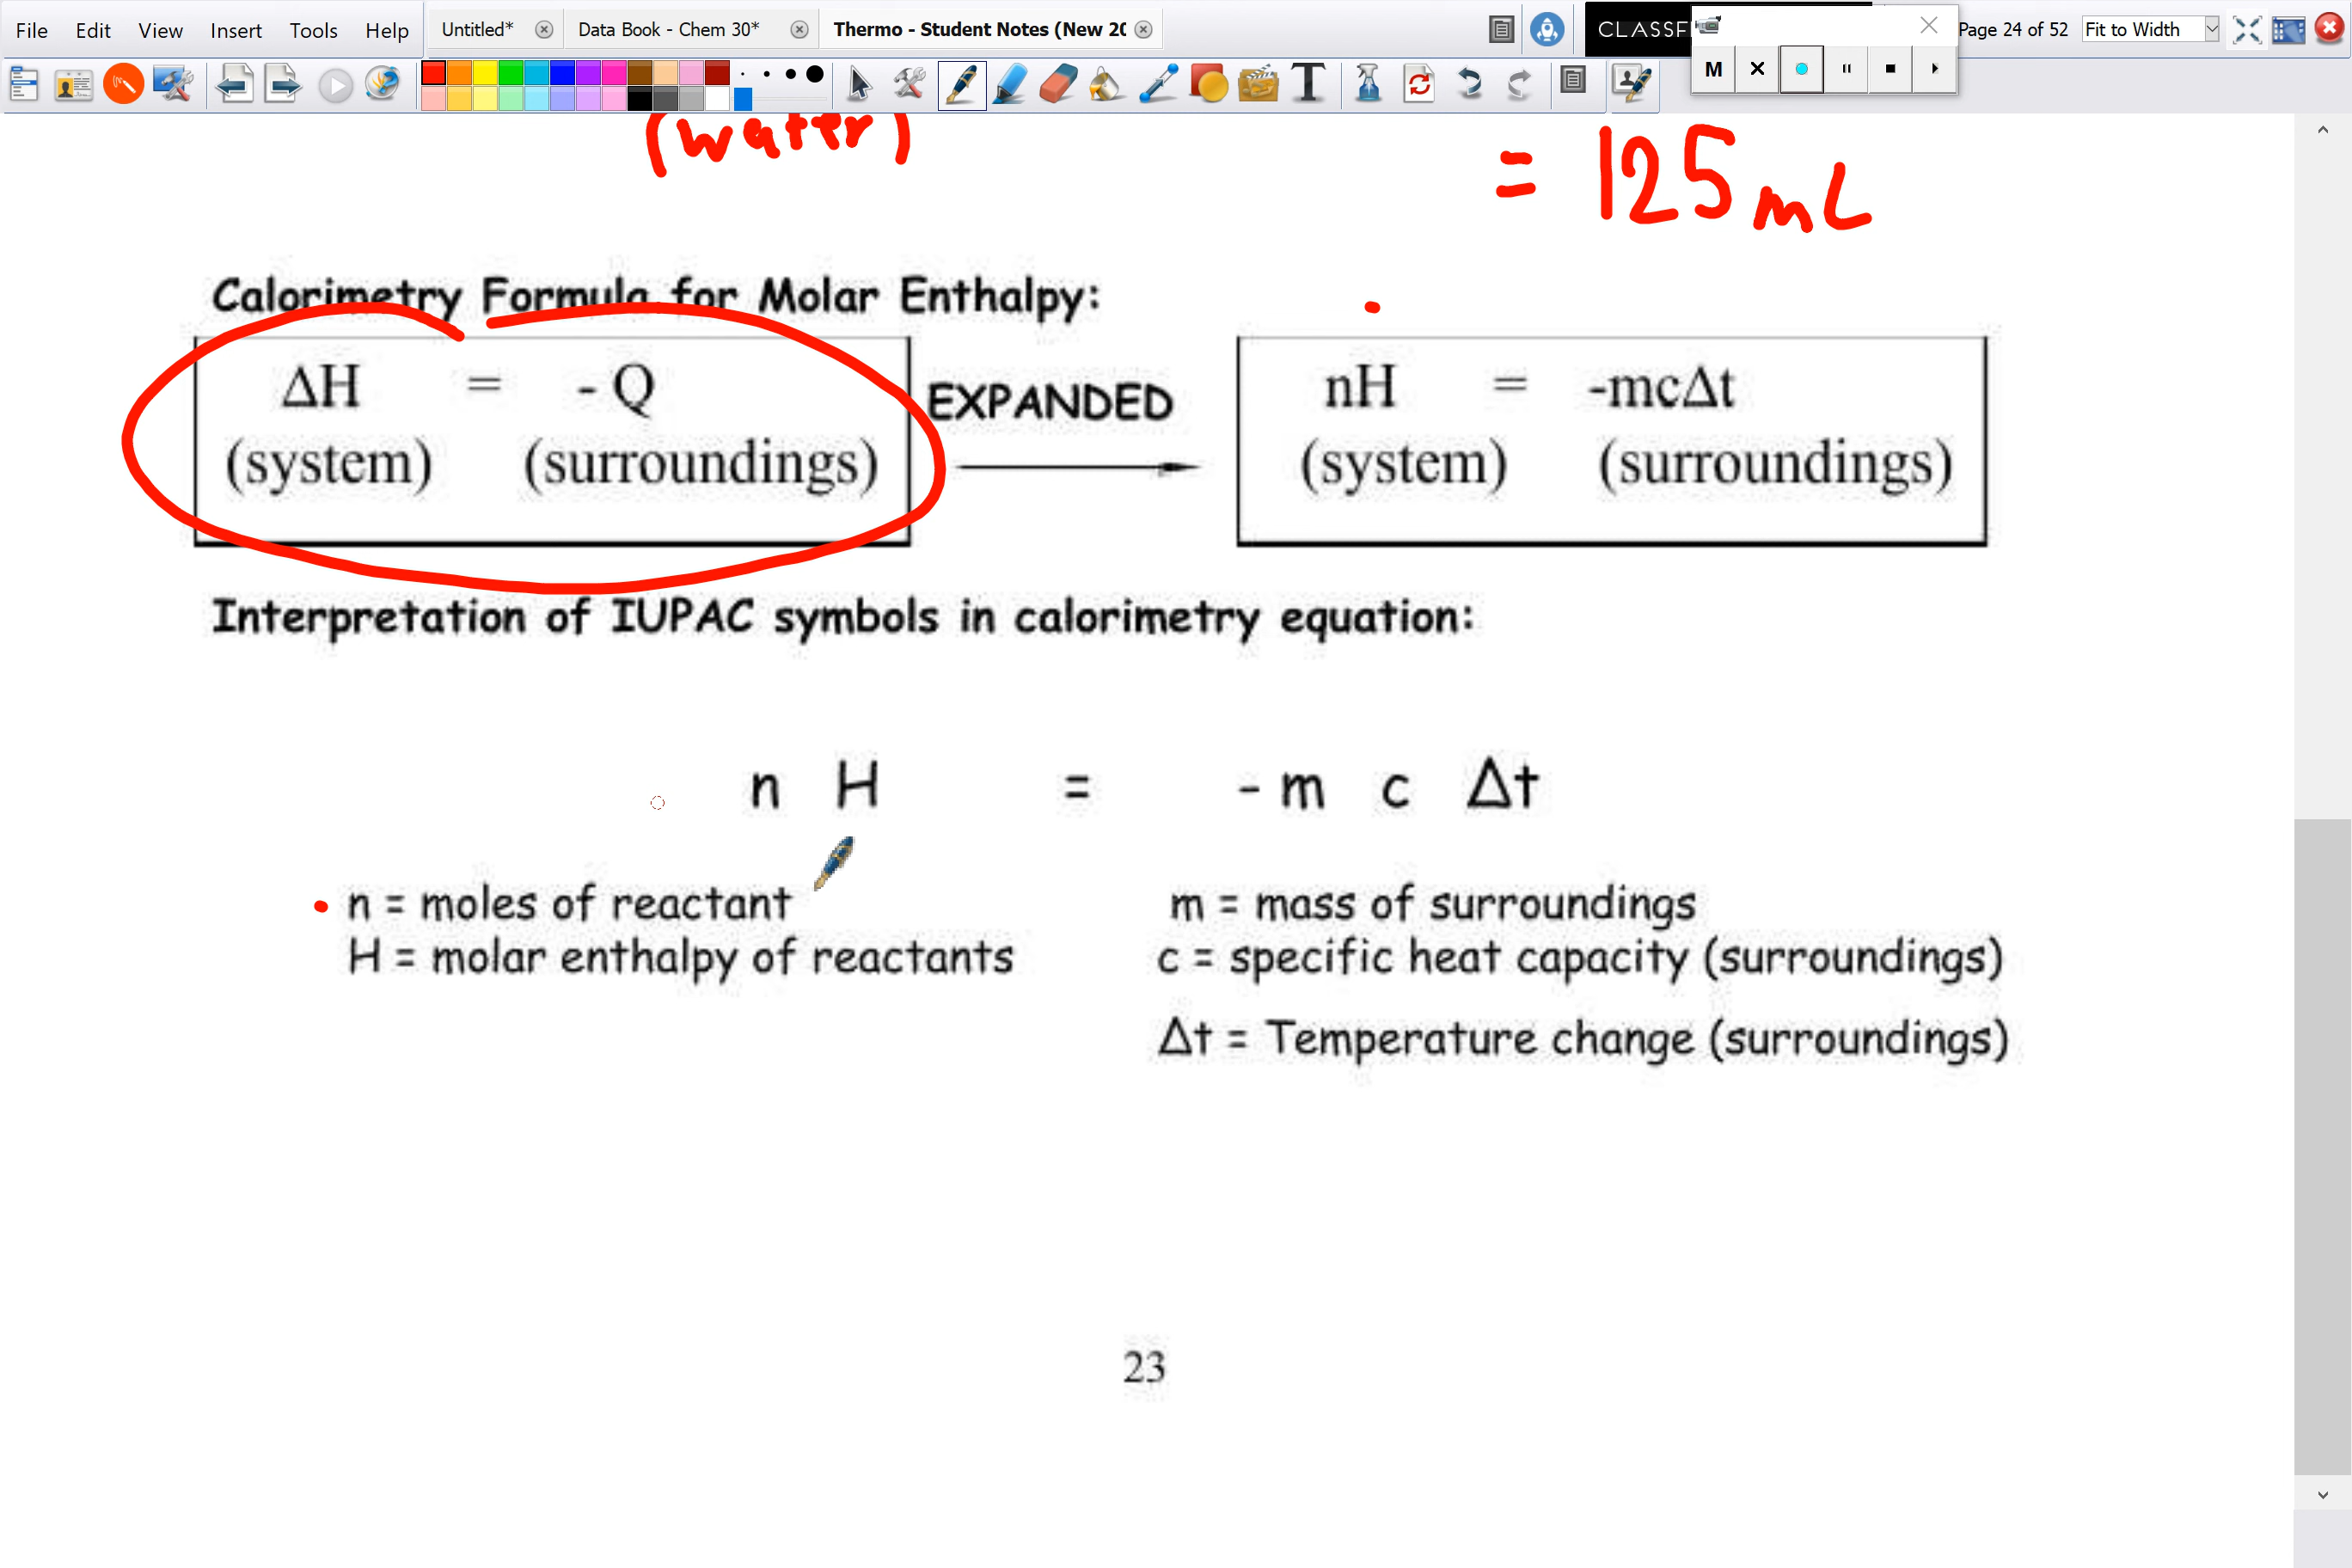 File Edit View Insert Tools Help
Untitled* Data Book - Chem 30* Thermo - Student Notes (New 20
CLASSF
Page 24 of 52 Fit to Width
M
T
(water)
= 125 mL
Calorimetry Formula for Molar Enthalpy:
ΔH = - Q
(system) (surroundings)
EXPANDED
nH = -mcΔt
(system) (surroundings)
Interpretation of IUPAC symbols in calorimetry equation:
n H = - m c Δt
n = moles of reactant
H = molar enthalpy of reactants
m = mass of surroundings
c = specific heat capacity (surroundings)
Δt = Temperature change (surroundings)
23